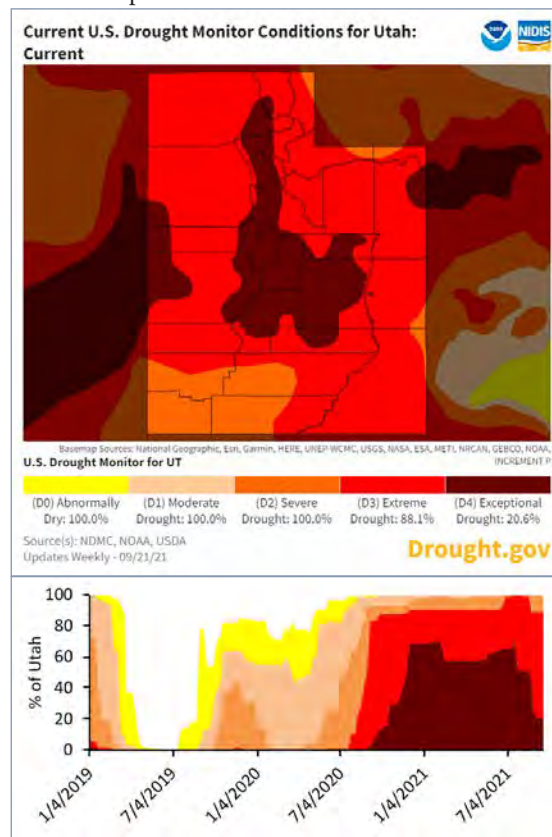 Current U.S. Drought Monitor Conditions for Utah:
Current
NOAA
NIDIS
Basemap Sources: National Geographic, Esri, Garmin, HERE, UNEP-WCMC, USGS, NASA, ESA, METI, NRCAN, GEBCO, NOAA,
INCREMENT P
U.S. Drought Monitor for UT
(D0) Abnormally
Dry: 100.0%
(D1) Moderate
Drought: 100.0%
(D2) Severe
Drought: 100.0%
(D3) Extreme
Drought: 88.1%
(D4) Exceptional
Drought: 20.6%
Source(s): NDMC, NOAA, USDA
Updates Weekly - 09/21/21
Drought.gov
% of Utah
100
80
60
40
20
0
1/4/2019
7/4/2019
1/4/2020
7/4/2020
1/4/2021
7/4/2021